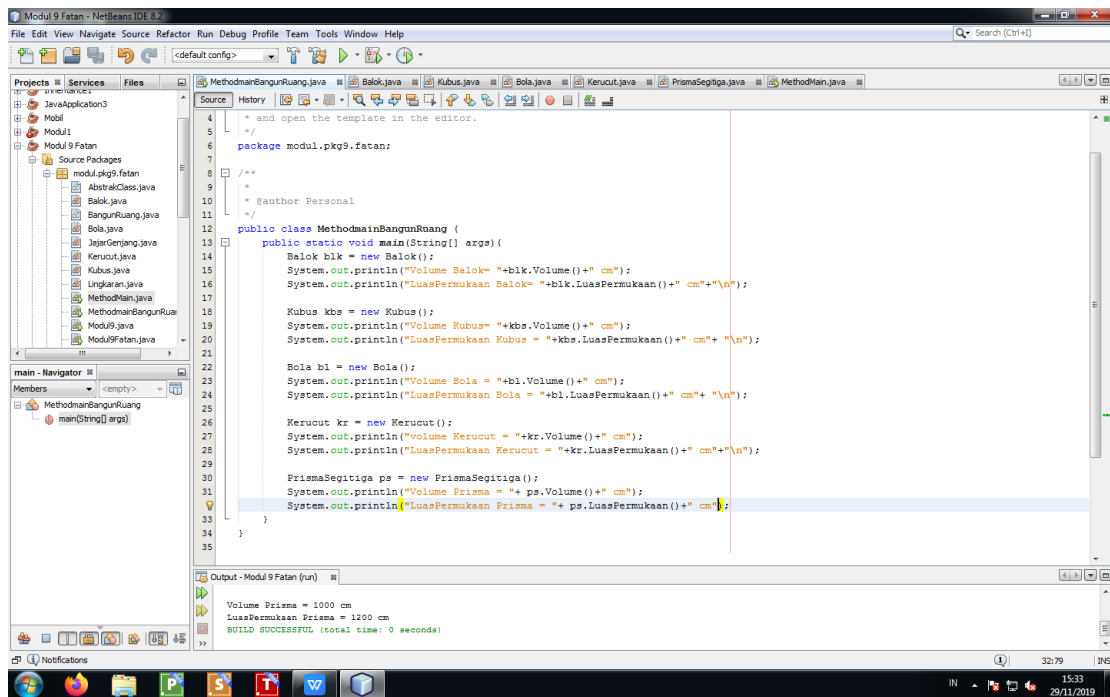 Modul 9 Fatan - NetBeans IDE 8.2
File Edit View Navigate Source Refactor Run Debug Profile Team Tools Window Help
Search (Ctrl+I)
<default config>
Projects Services Files
MethodmainBangunRuang.java Balok.java Kubus.java Bola.java Kerucut.java PrismaSegitiga.java MethodMain.java
Source History
JavaApplication3
Mobil
Modul1
Modul 9 Fatan
Source Packages
modul.pkg9.fatan
AbstrakClass.java
Balok.java
BangunRuang.java
Bola.java
JajarGenjang.java
Kerucut.java
Kubus.java
Lingkaran.java
MethodMain.java
MethodmainBangunRuar
Modul9.java
Modul9Fatan.java
main - Navigator
Members <empty>
MethodmainBangunRuang
main(String[] args)
4 * and open the template in the editor.
5 */
6 package modul.pkg9.fatan;
7
8 /**
9 *
10 * @author Personal
11 */
12 public class MethodmainBangunRuang {
13 public static void main(String[] args){
14 Balok blk = new Balok();
15 System.out.println("Volume Balok= "+blk.Volume()+" cm");
16 System.out.println("LuasPermukaan Balok= "+blk.LuasPermukaan()+" cm"+"\n");
17
18 Kubus kbs = new Kubus();
19 System.out.println("Volume Kubus= "+kbs.Volume()+" cm");
20 System.out.println("LuasPermukaan Kubus = "+kbs.LuasPermukaan()+" cm"+ "\n");
21
22 Bola bl = new Bola();
23 System.out.println("Volume Bola = "+bl.Volume()+" cm");
24 System.out.println("LuasPermukaan Bola = "+bl.LuasPermukaan()+" cm"+ "\n");
25
26 Kerucut kr = new Kerucut();
27 System.out.println("volume Kerucut = "+kr.Volume()+" cm");
28 System.out.println("LuasPermukaan Kerucut = "+kr.LuasPermukaan()+" cm"+"\n");
29
30 PrismaSegitiga ps = new PrismaSegitiga();
31 System.out.println("Volume Prisma = "+ ps.Volume()+" cm");
System.out.println("LuasPermukaan Prisma = "+ ps.LuasPermukaan()+" cm");
33 }
34 }
35
Output - Modul 9 Fatan (run)
Volume Prisma = 1000 cm
LuasPermukaan Prisma = 1200 cm
BUILD SUCCESSFUL (total time: 0 seconds)
Notifications
1
32:79 INS
P S T W
IN
15:33
29/11/2019